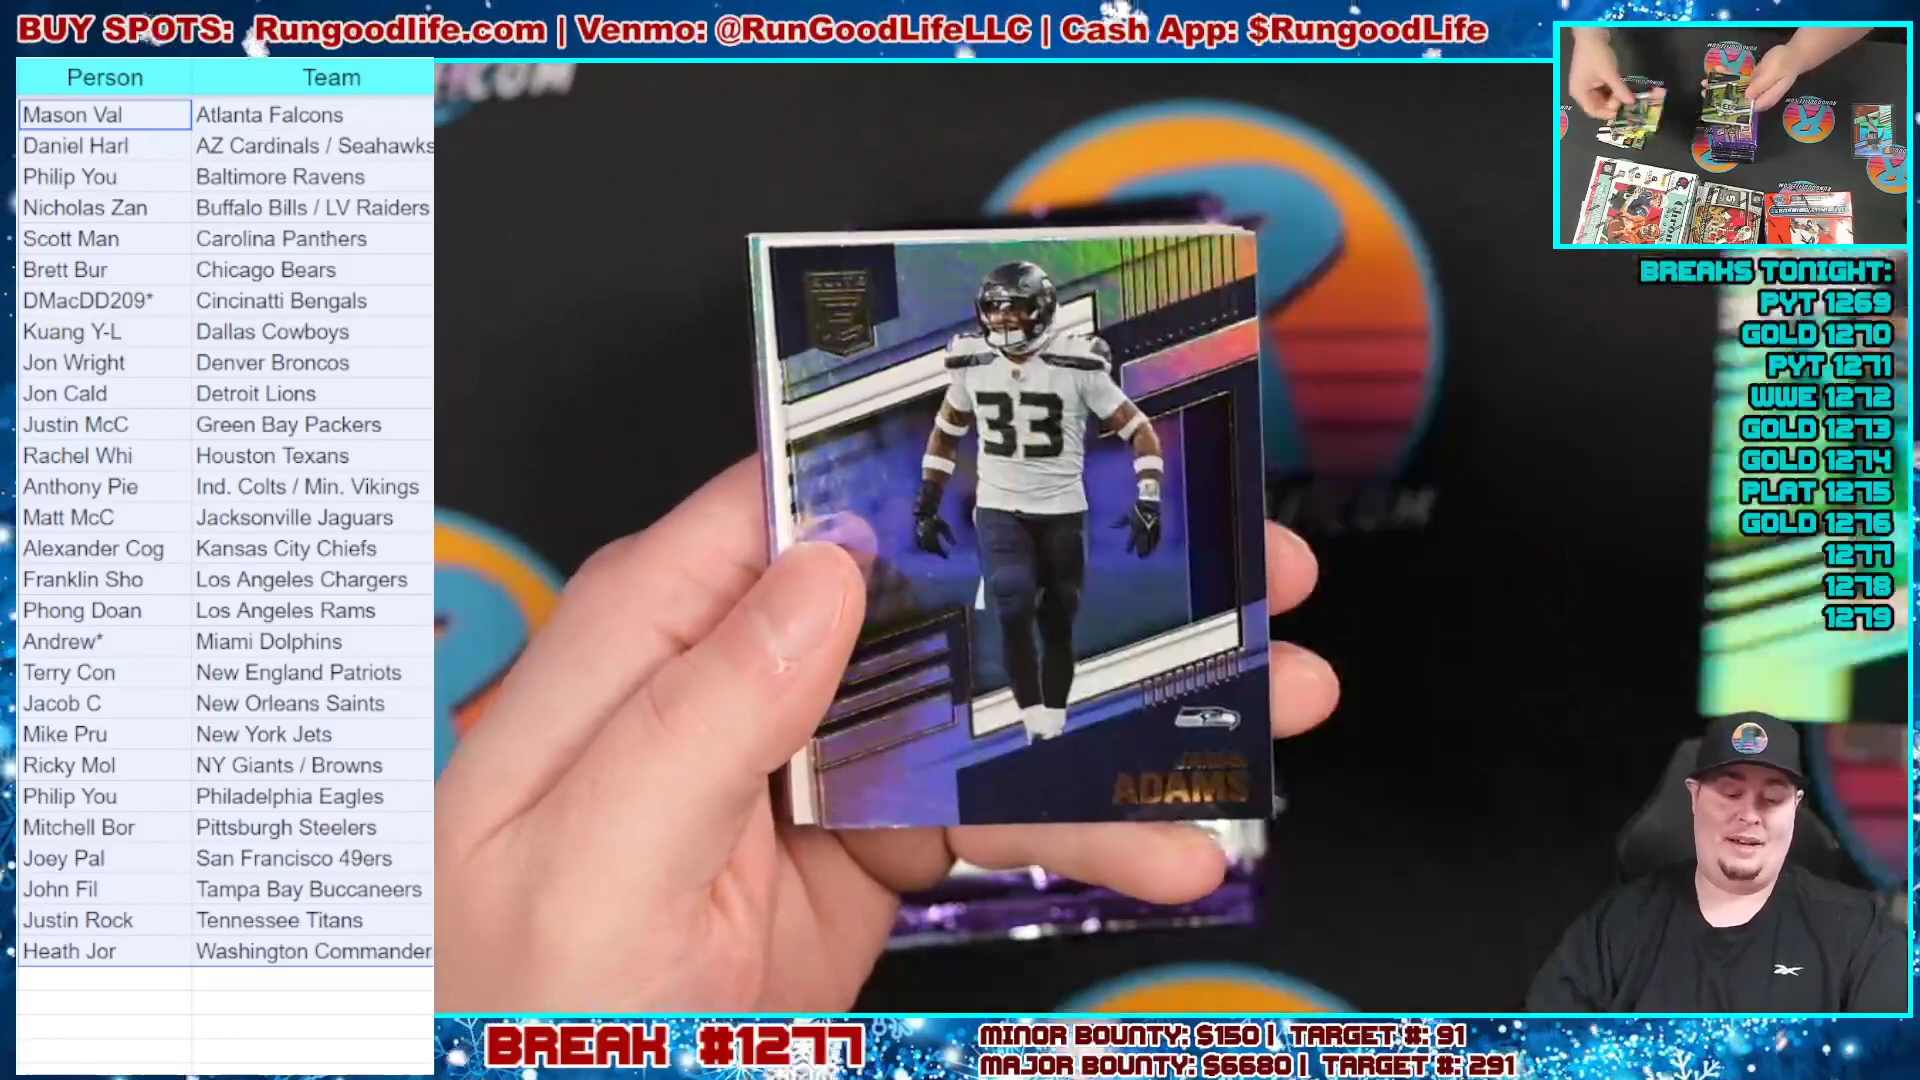 BUY SPOTS: Rungoodlife.com | Venmo: @RunGoodLifeLLC | Cash App: $RungoodLife
Person Team
Mason Val Atlanta Falcons
Daniel Harl AZ Cardinals / Seahawks
Philip You Baltimore Ravens
Nicholas Zan Buffalo Bills / LV Raiders
Scott Man Carolina Panthers
Brett Bur Chicago Bears
DMacDD209* Cincinatti Bengals
Kuang Y-L Dallas Cowboys
Jon Wright Denver Broncos
Jon Cald Detroit Lions
Justin McC Green Bay Packers
Rachel Whi Houston Texans
Anthony Pie Ind. Colts / Min. Vikings
Matt McC Jacksonville Jaguars
Alexander Cog Kansas City Chiefs
Franklin Sho Los Angeles Chargers
Phong Doan Los Angeles Rams
Andrew* Miami Dolphins
Terry Con New England Patriots
Jacob C New Orleans Saints
Mike Pru New York Jets
Ricky Mol NY Giants / Browns
Philip You Philadelphia Eagles
Mitchell Bor Pittsburgh Steelers
Joey Pal San Francisco 49ers
John Fil Tampa Bay Buccaneers
Justin Rock Tennessee Titans
Heath Jor Washington Commander
33
ADAMS
BREAKS TONIGHT:
PYT 1269
GOLD 1270
PYT 1271
WWE 1272
GOLD 1273
GOLD 1274
PLAT 1275
GOLD 1276
1277
1278
1279
BREAK #1277
MINOR BOUNTY: $150 | TARGET #: 91
MAJOR BOUNTY: $6680 | TARGET #: 291